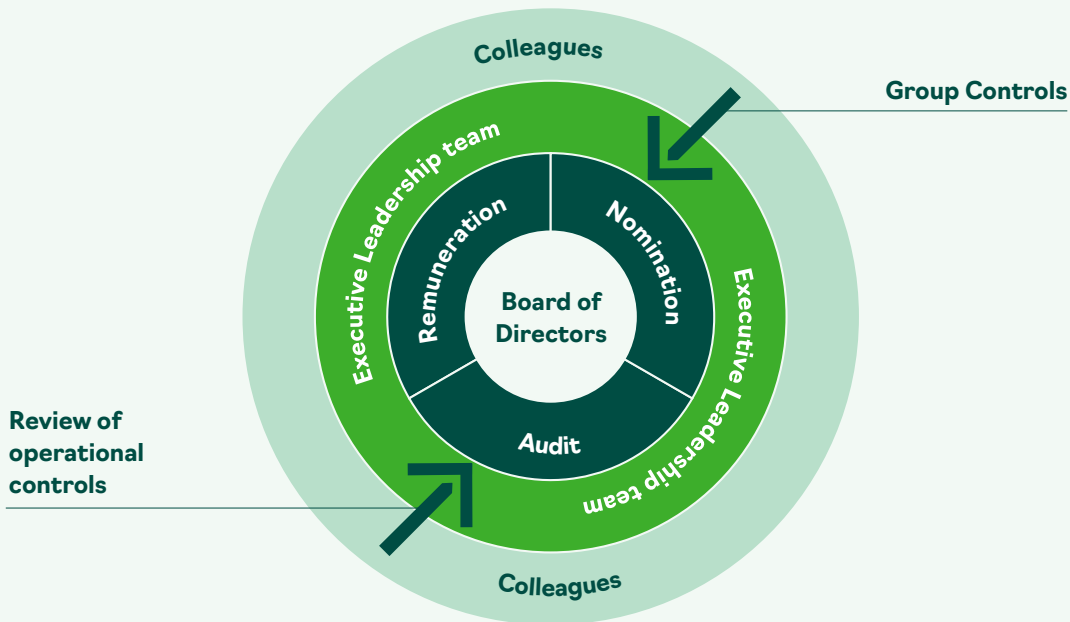 Colleagues
Group Controls
Executive Leadership team
Remuneration
Nomination
Board of
Directors
Executive Leadership team
Audit
Review of
operational
controls
Colleagues